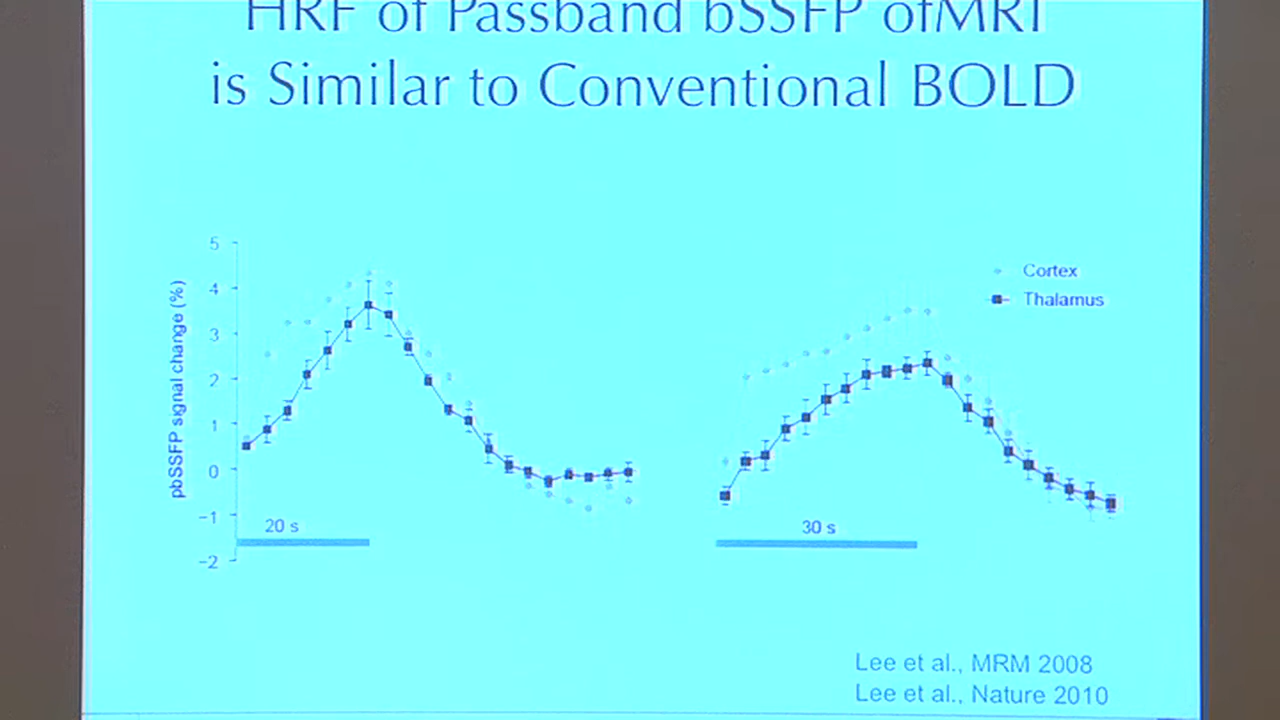 HRF of Passband bSSFP ofMRI
is Similar to Conventional BOLD
5
4
3
2
1
0
−1
−2
pbSSFP signal change (%)
20 s
30 s
Cortex
Thalamus
Lee et al., MRM 2008
Lee et al., Nature 2010